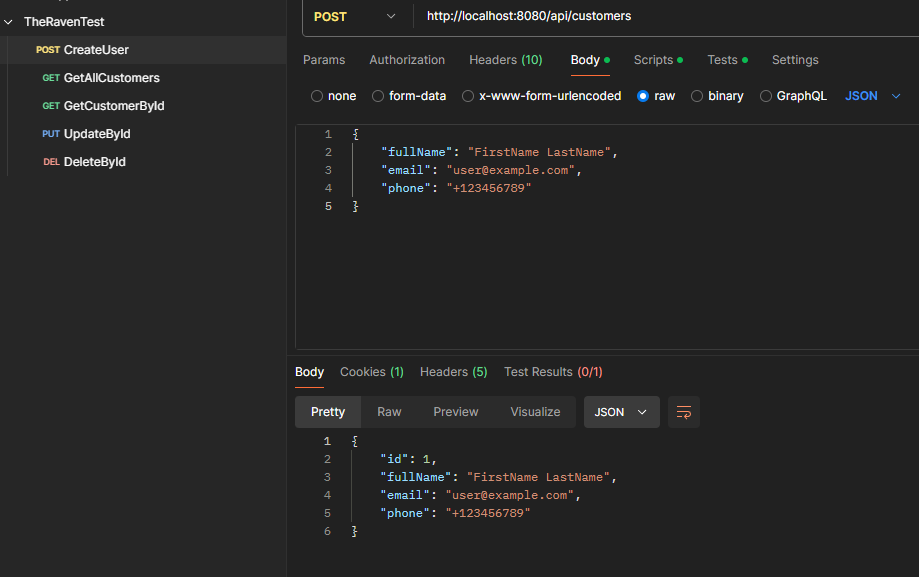 TheRavenTest
POST CreateUser
GET GetAllCustomers
GET GetCustomerById
PUT UpdateById
DEL DeleteById
POST http://localhost:8080/api/customers
Params Authorization Headers (10) Body Scripts Tests Settings
none form-data x-www-form-urlencoded raw binary GraphQL JSON
1 {
2 "fullName": "FirstName LastName",
3 "email": "user@example.com",
4 "phone": "+123456789"
5 }
Body Cookies (1) Headers (5) Test Results (0/1)
Pretty Raw Preview Visualize JSON
1 {
2 "id": 1,
3 "fullName": "FirstName LastName",
4 "email": "user@example.com",
5 "phone": "+123456789"
6 }